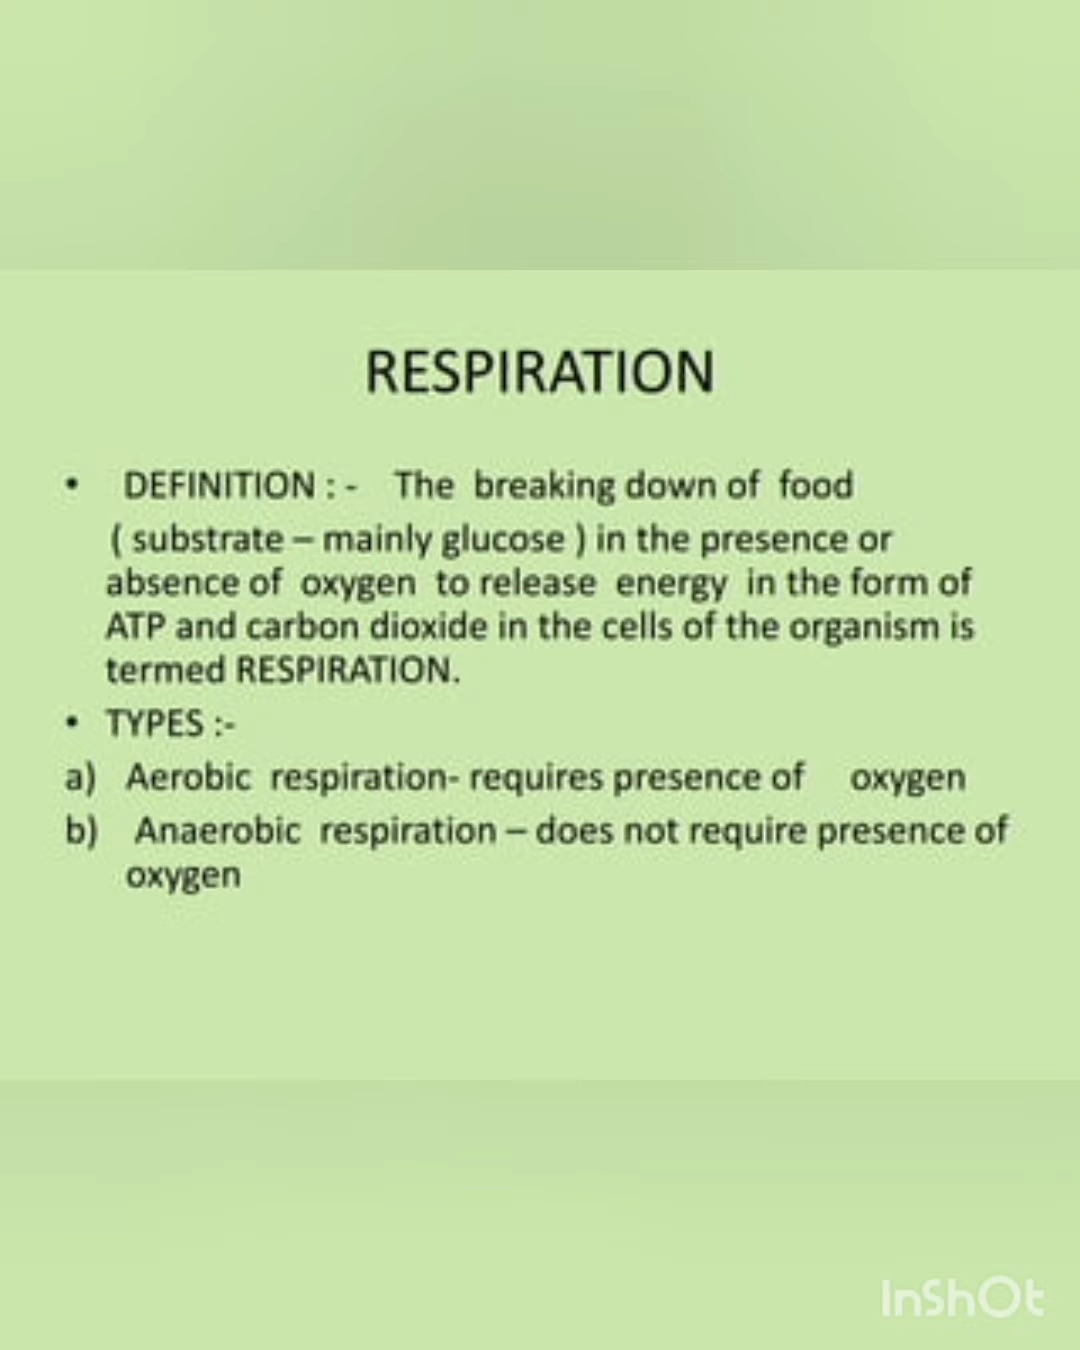 RESPIRATION
• DEFINITION : - The breaking down of food
( substrate – mainly glucose ) in the presence or
absence of oxygen to release energy in the form of
ATP and carbon dioxide in the cells of the organism is
termed RESPIRATION.
• TYPES :-
a) Aerobic respiration- requires presence of oxygen
b) Anaerobic respiration – does not require presence of
oxygen
InShOt